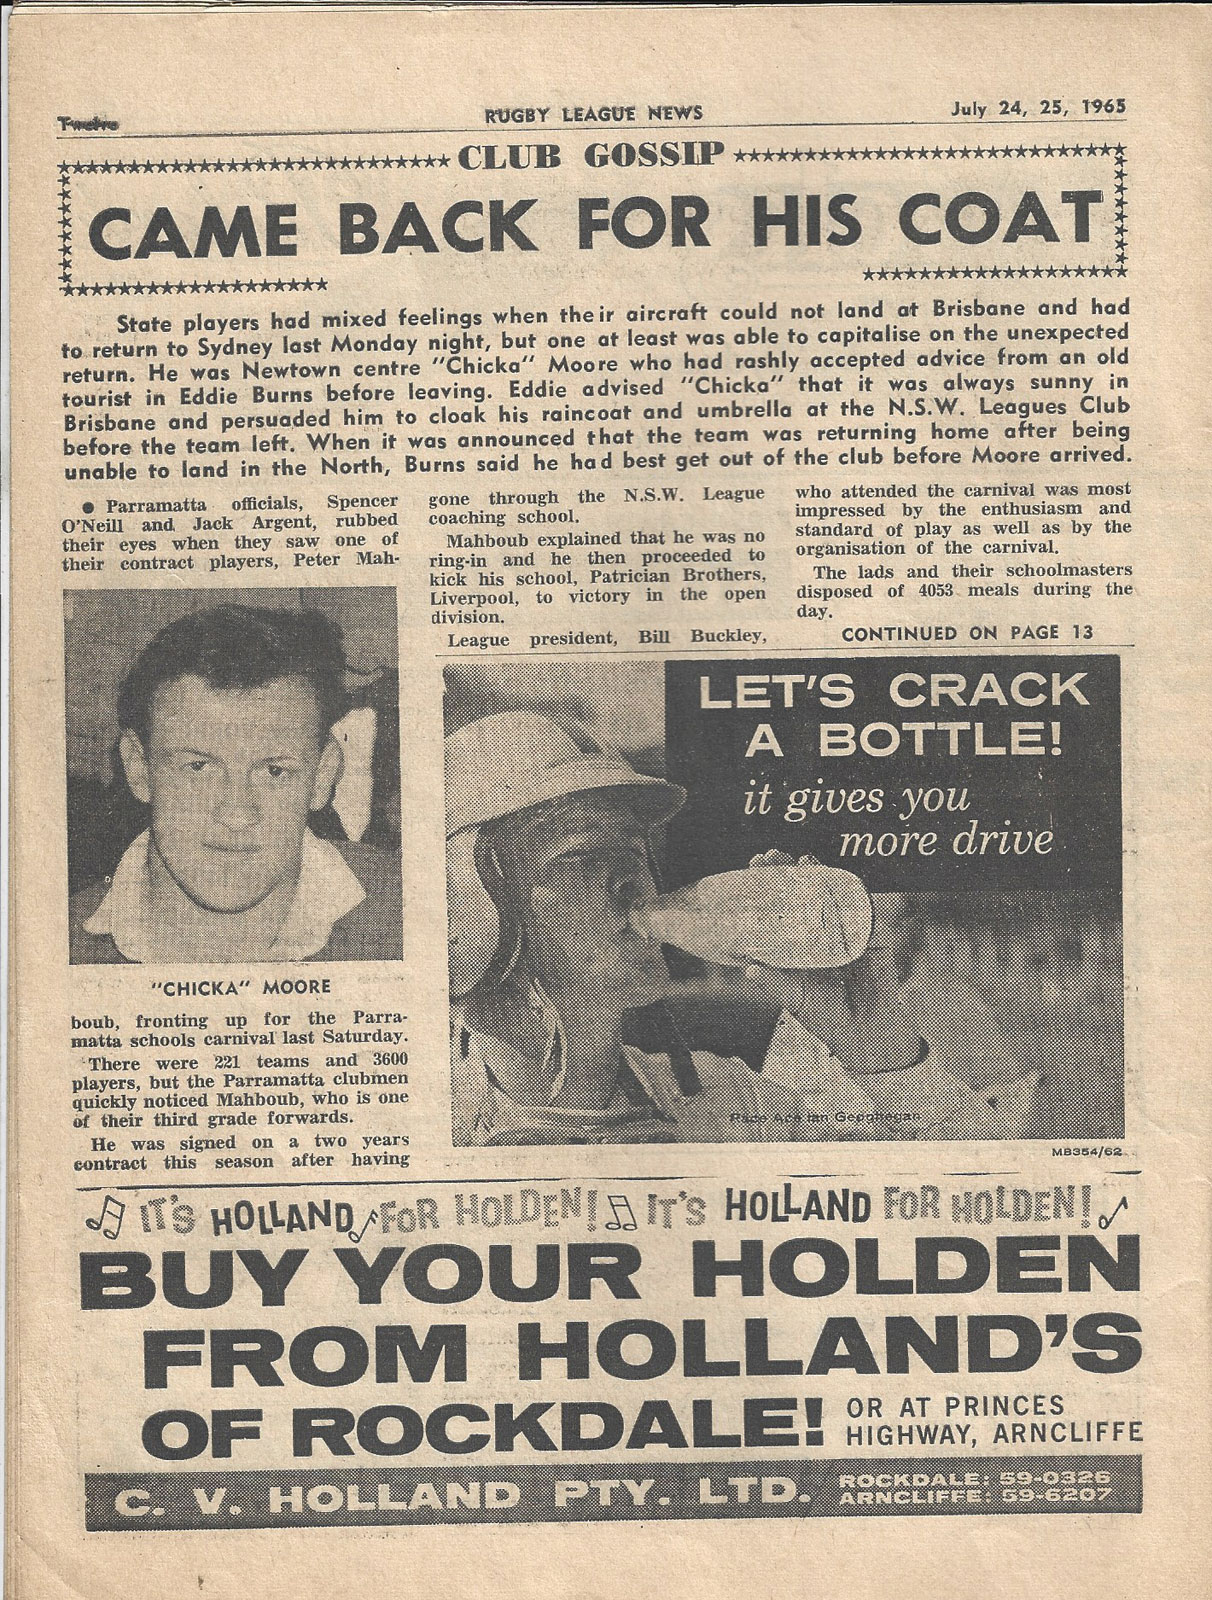 Twelve
RUGBY LEAGUE NEWS
July 24, 25, 1965
CLUB GOSSIP
CAME BACK FOR HIS COAT
State players had mixed feelings when their aircraft could not land at Brisbane and had
to return to Sydney last Monday night, but one at least was able to capitalise on the unexpected
return. He was Newtown centre "Chicka" Moore who had rashly accepted advice from an old
tourist in Eddie Burns before leaving. Eddie advised "Chicka" that it was always sunny in
Brisbane and persuaded him to cloak his raincoat and umbrella at the N.S.W. Leagues Club
before the team left. When it was announced that the team was returning home after being
unable to land in the North, Burns said he had best get out of the club before Moore arrived.
● Parramatta officials, Spencer
O'Neill and Jack Argent, rubbed
their eyes when they saw one of
their contract players, Peter Mah-
"CHICKA" MOORE
boub, fronting up for the Parra-
matta schools carnival last Saturday.
There were 221 teams and 3600
players, but the Parramatta clubmen
quickly noticed Mahboub, who is one
of their third grade forwards.
He was signed on a two years
contract this season after having
gone through the N.S.W. League
coaching school.
Mahboub explained that he was no
ring-in and he then proceeded to
kick his school, Patrician Brothers,
Liverpool, to victory in the open
division.
League president, Bill Buckley,
who attended the carnival was most
impressed by the enthusiasm and
standard of play as well as by the
organisation of the carnival.
The lads and their schoolmasters
disposed of 4053 meals during the
day.
CONTINUED ON PAGE 13
LET'S CRACK
A BOTTLE!
it gives you
more drive
Pace Ace Ian Geoghegan
MB354/62
IT'S HOLLAND FOR HOLDEN! IT'S HOLLAND FOR HOLDEN!
BUY YOUR HOLDEN
FROM HOLLAND'S
OF ROCKDALE!
OR AT PRINCES
HIGHWAY, ARNCLIFFE
C. V. HOLLAND PTY. LTD.
ROCKDALE: 59-0326
ARNCLIFFE: 59-6207